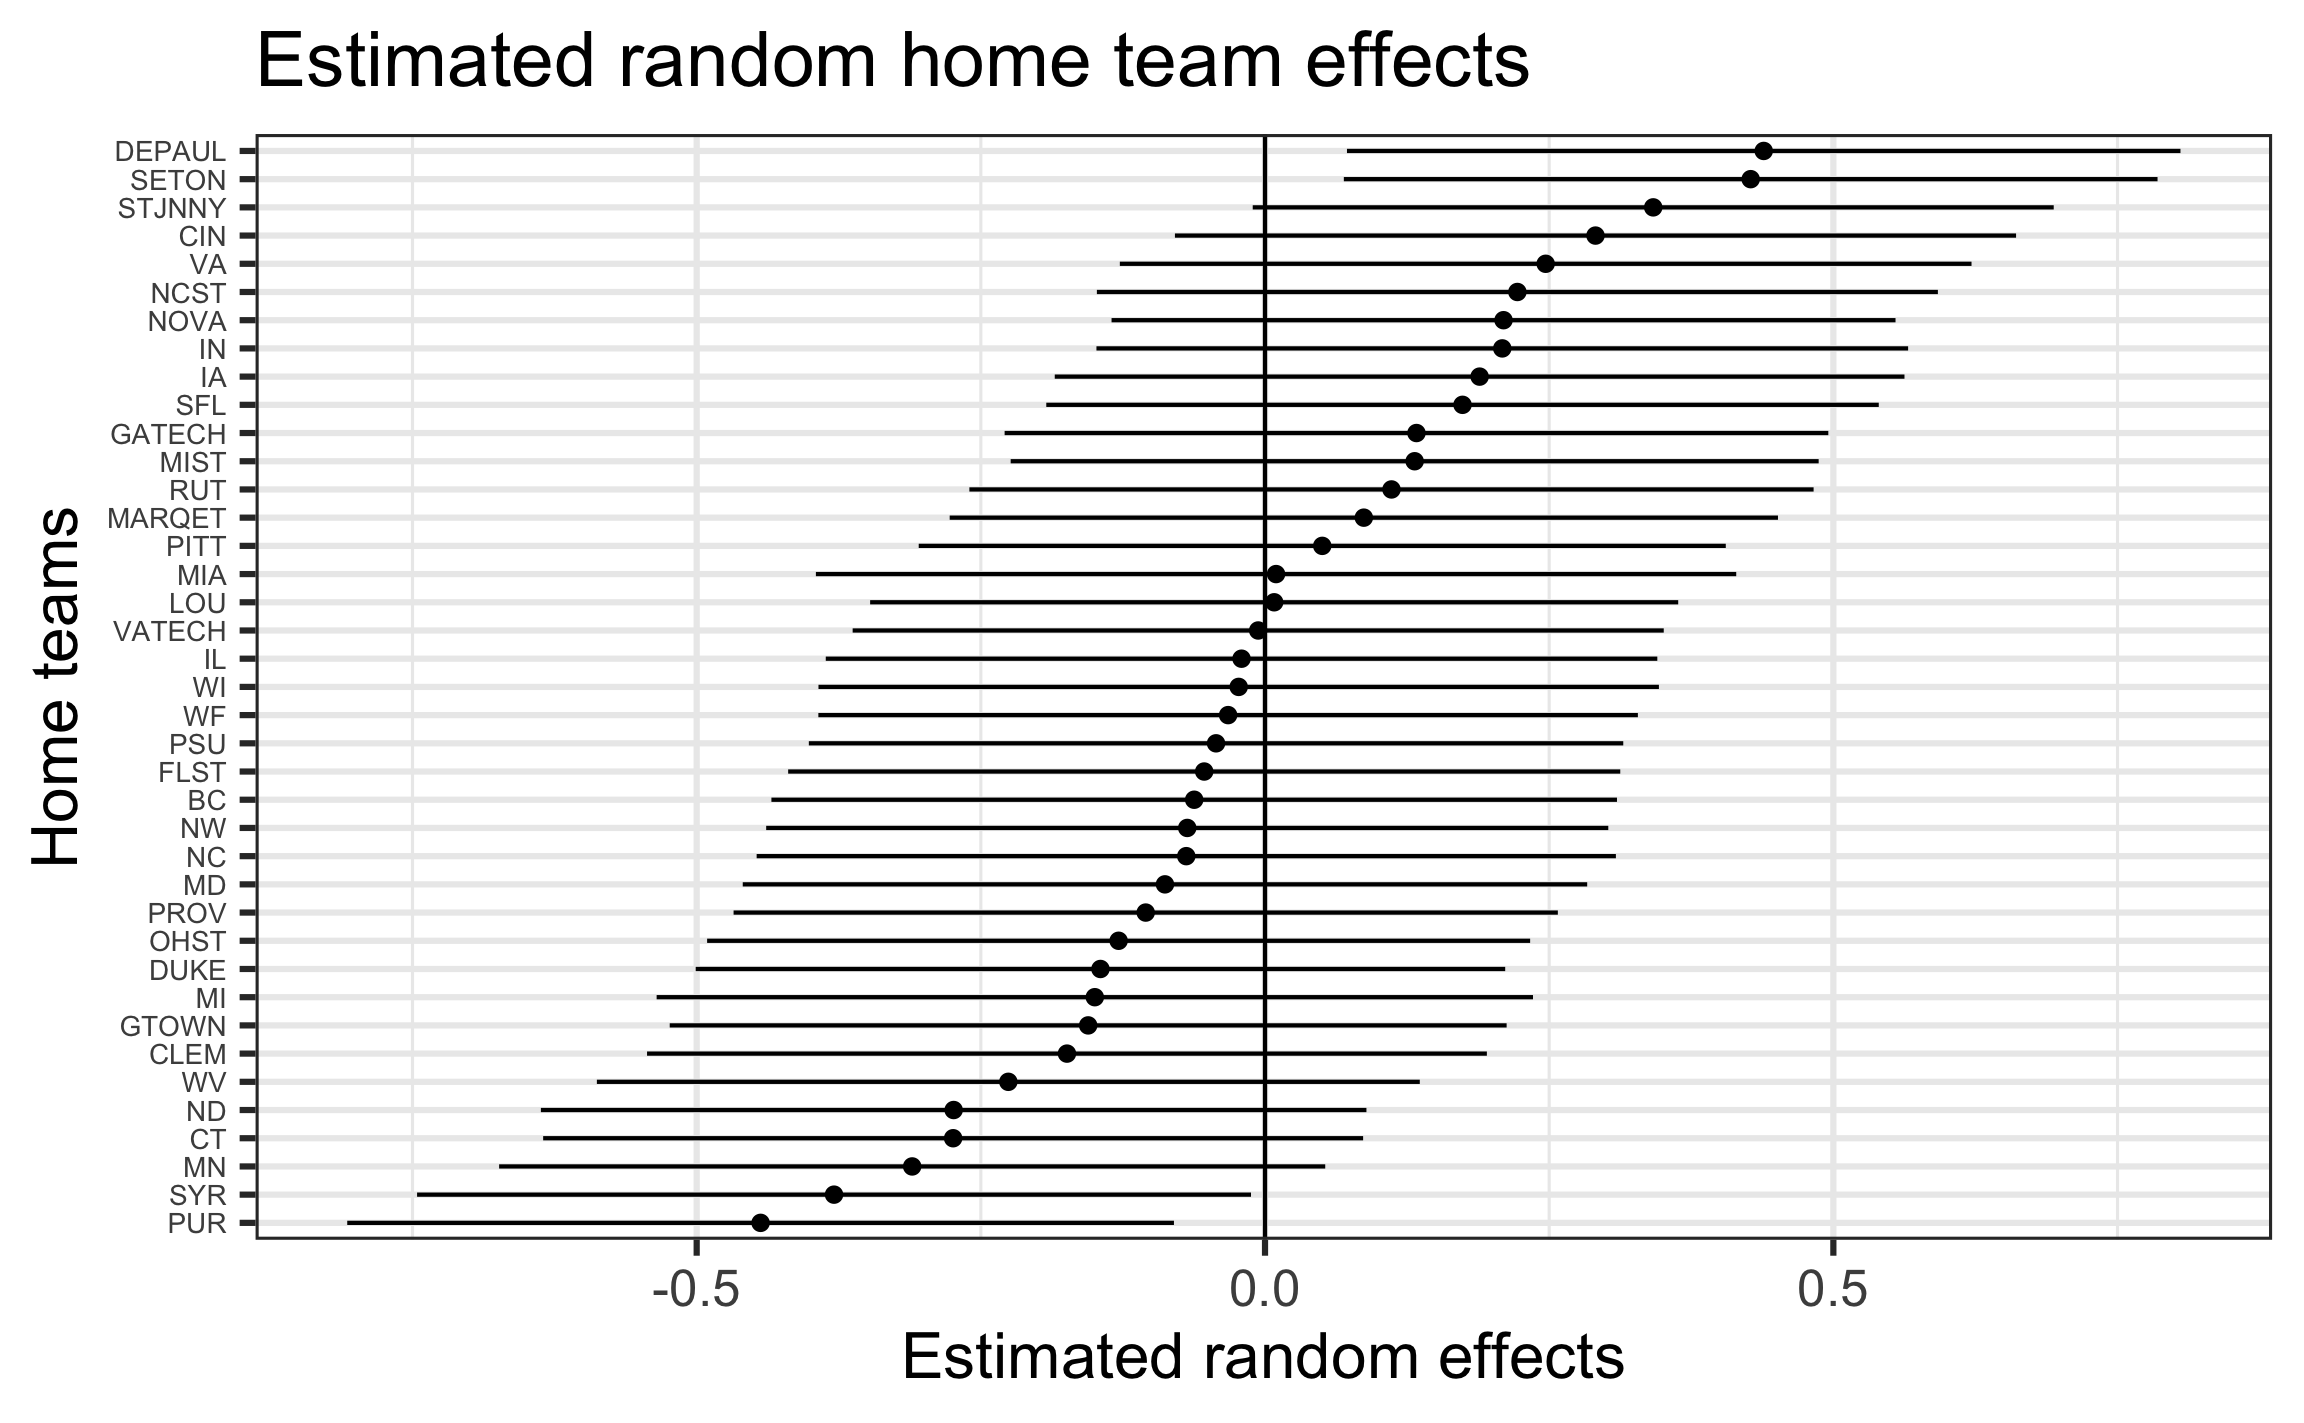 Estimated random home team effects
Home teams
DEPAUL
SETON
STJNNY
CIN
VA
NCST
NOVA
IN
IA
SFL
GATECH
MIST
RUT
MARQET
PITT
MIA
LOU
VATECH
IL
WI
WF
PSU
FLST
BC
NW
NC
MD
PROV
OHST
DUKE
MI
GTOWN
CLEM
WV
ND
CT
MN
SYR
PUR
-0.5 0.0 0.5
Estimated random effects